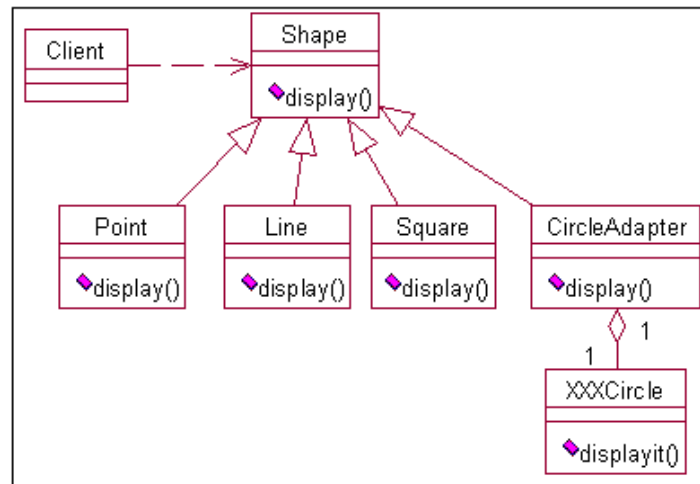 Client
Shape
display()
Point
display()
Line
display()
Square
display()
CircleAdapter
display()
1
1
XXXCircle
displayit()